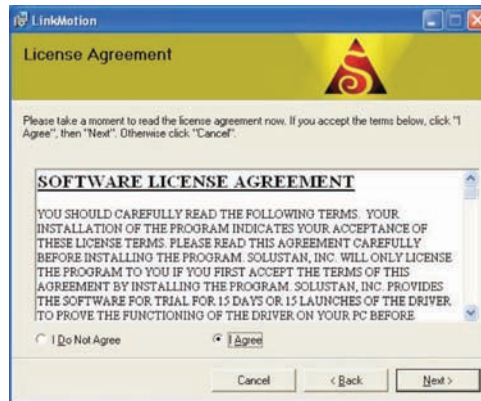 LinkMotion
License Agreement
Please take a moment to read the license agreement now. If you accept the terms below, click "I
Agree", then "Next". Otherwise click "Cancel".
SOFTWARE LICENSE AGREEMENT
YOU SHOULD CAREFULLY READ THE FOLLOWING TERMS. YOUR
INSTALLATION OF THE PROGRAM INDICATES YOUR ACCEPTANCE OF
THESE LICENSE TERMS. PLEASE READ THIS AGREEMENT CAREFULLY
BEFORE INSTALLING THE PROGRAM. SOLUSTAN, INC. WILL ONLY LICENSE
THE PROGRAM TO YOU IF YOU FIRST ACCEPT THE TERMS OF THIS
AGREEMENT BY INSTALLING THE PROGRAM. SOLUSTAN, INC. PROVIDES
THE SOFTWARE FOR TRIAL FOR 15 DAYS OR 15 LAUNCHES OF THE DRIVER
TO PROVE THE FUNCTIONING OF THE DRIVER ON YOUR PC BEFORE
I Do Not Agree
I Agree
Cancel
< Back
Next >